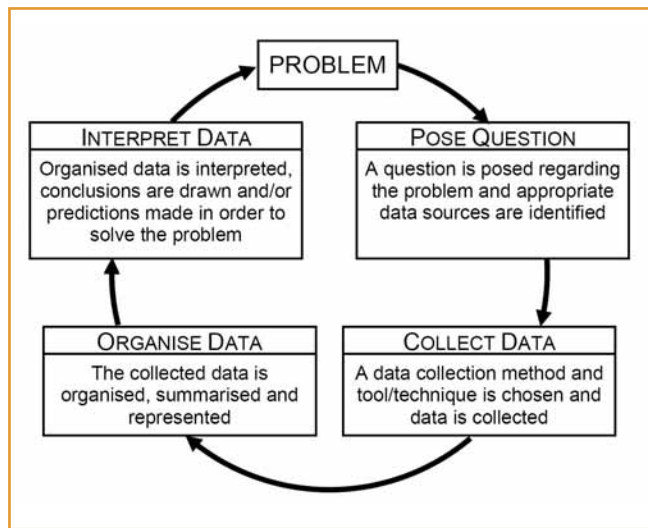 PROBLEM
POSE QUESTION
A question is posed regarding
the problem and appropriate
data sources are identified
COLLECT DATA
A data collection method and
tool/technique is chosen and
data is collected
ORGANISE DATA
The collected data is
organised, summarised and
represented
INTERPRET DATA
Organised data is interpreted,
conclusions are drawn and/or
predictions made in order to
solve the problem